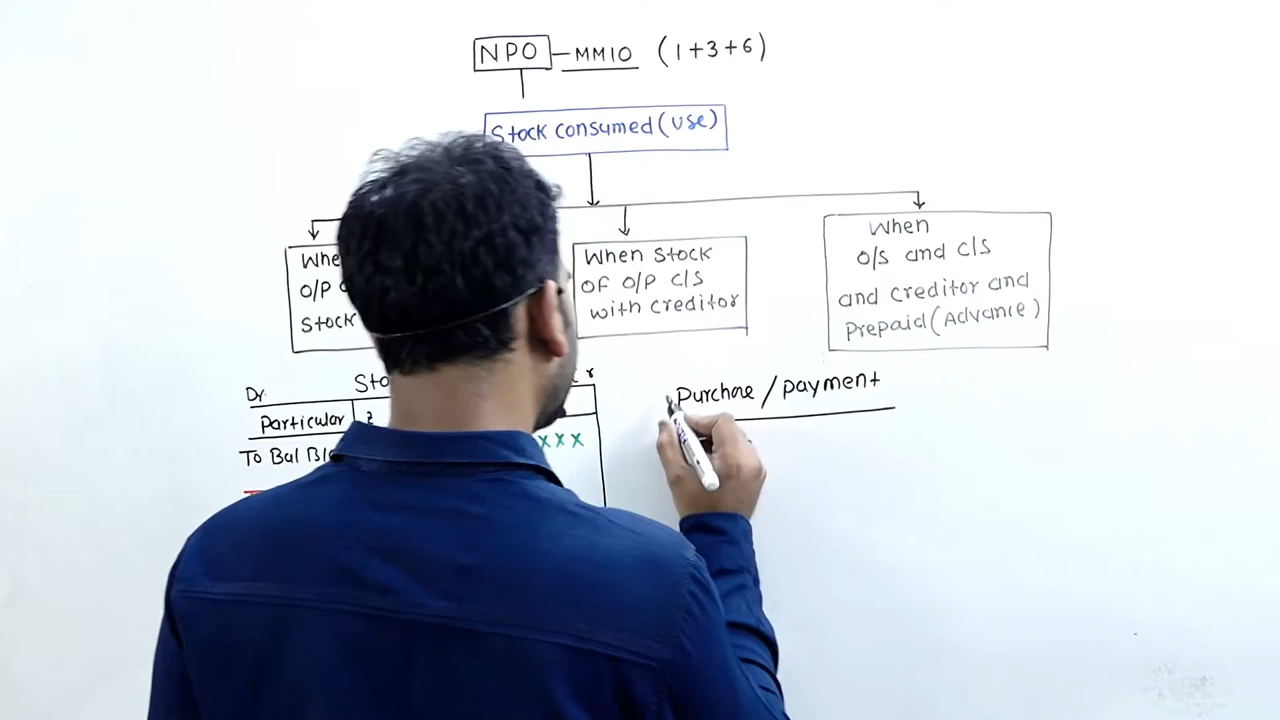 NPO — MM10 (1+3+6)
Stock consumed (Use)
O/P
Stock
When Stock
OF O/P C/S
with creditor
When
O/S and C/S
and creditor and
Prepaid (Advance)
Dr.
Purchase / payment
Particular
XXX
To Bal